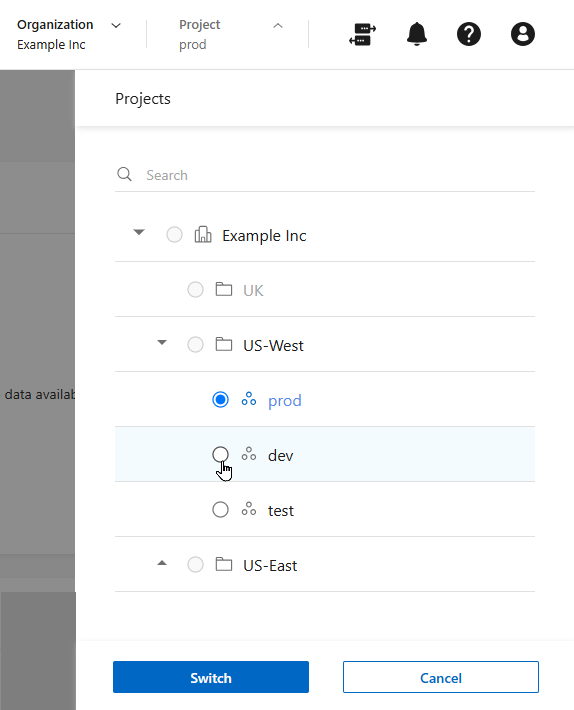 Organization
Example Inc
Project
prod
Projects
Search
Example Inc
UK
US-West
data availab
prod
dev
test
US-East
Switch
Cancel